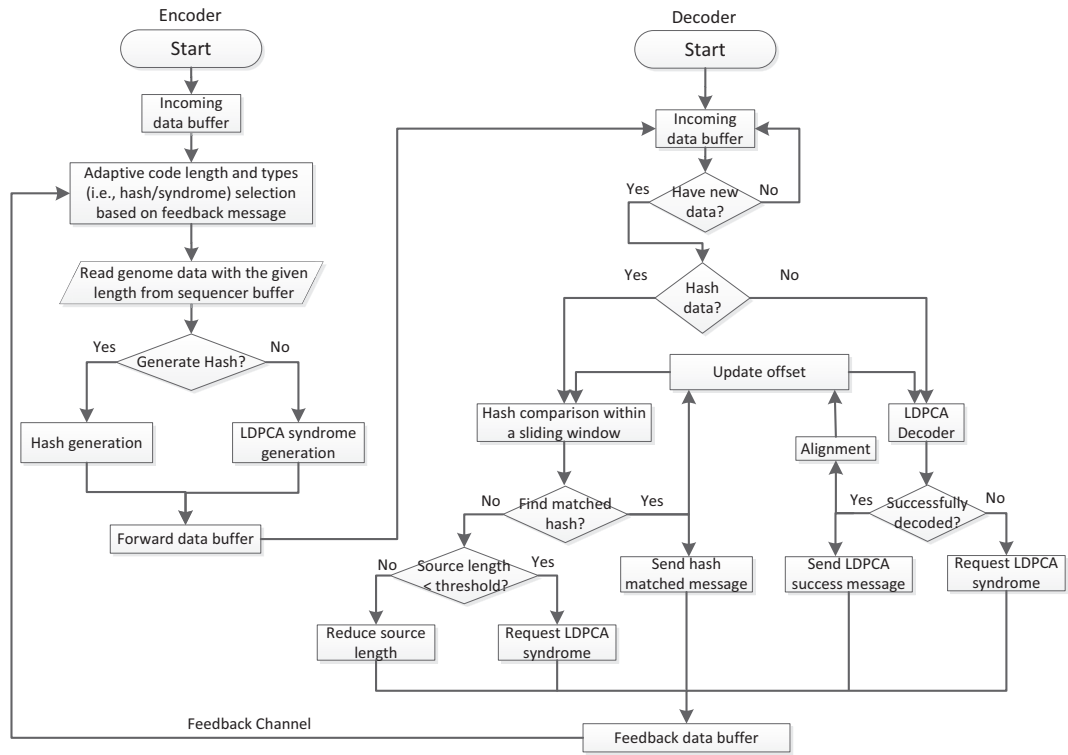 Encoder
Start
Incoming
data buffer
Adaptive code length and types
(i.e., hash/syndrome) selection
based on feedback message
Read genome data with the given
length from sequencer buffer
Yes
Generate Hash?
No
Hash generation
LDPCA syndrome
generation
Forward data buffer
Decoder
Start
Incoming
data buffer
Yes
Have new
data?
No
Yes
Hash
data?
No
Update offset
Hash comparison within
a sliding window
LDPCA
Decoder
Alignment
No
Find matched
hash?
Yes
Yes
Successfully
decoded?
No
No
Source length
< threshold?
Yes
Send hash
matched message
Send LDPCA
success message
Request LDPCA
syndrome
Reduce source
length
Request LDPCA
syndrome
Feedback Channel
Feedback data buffer